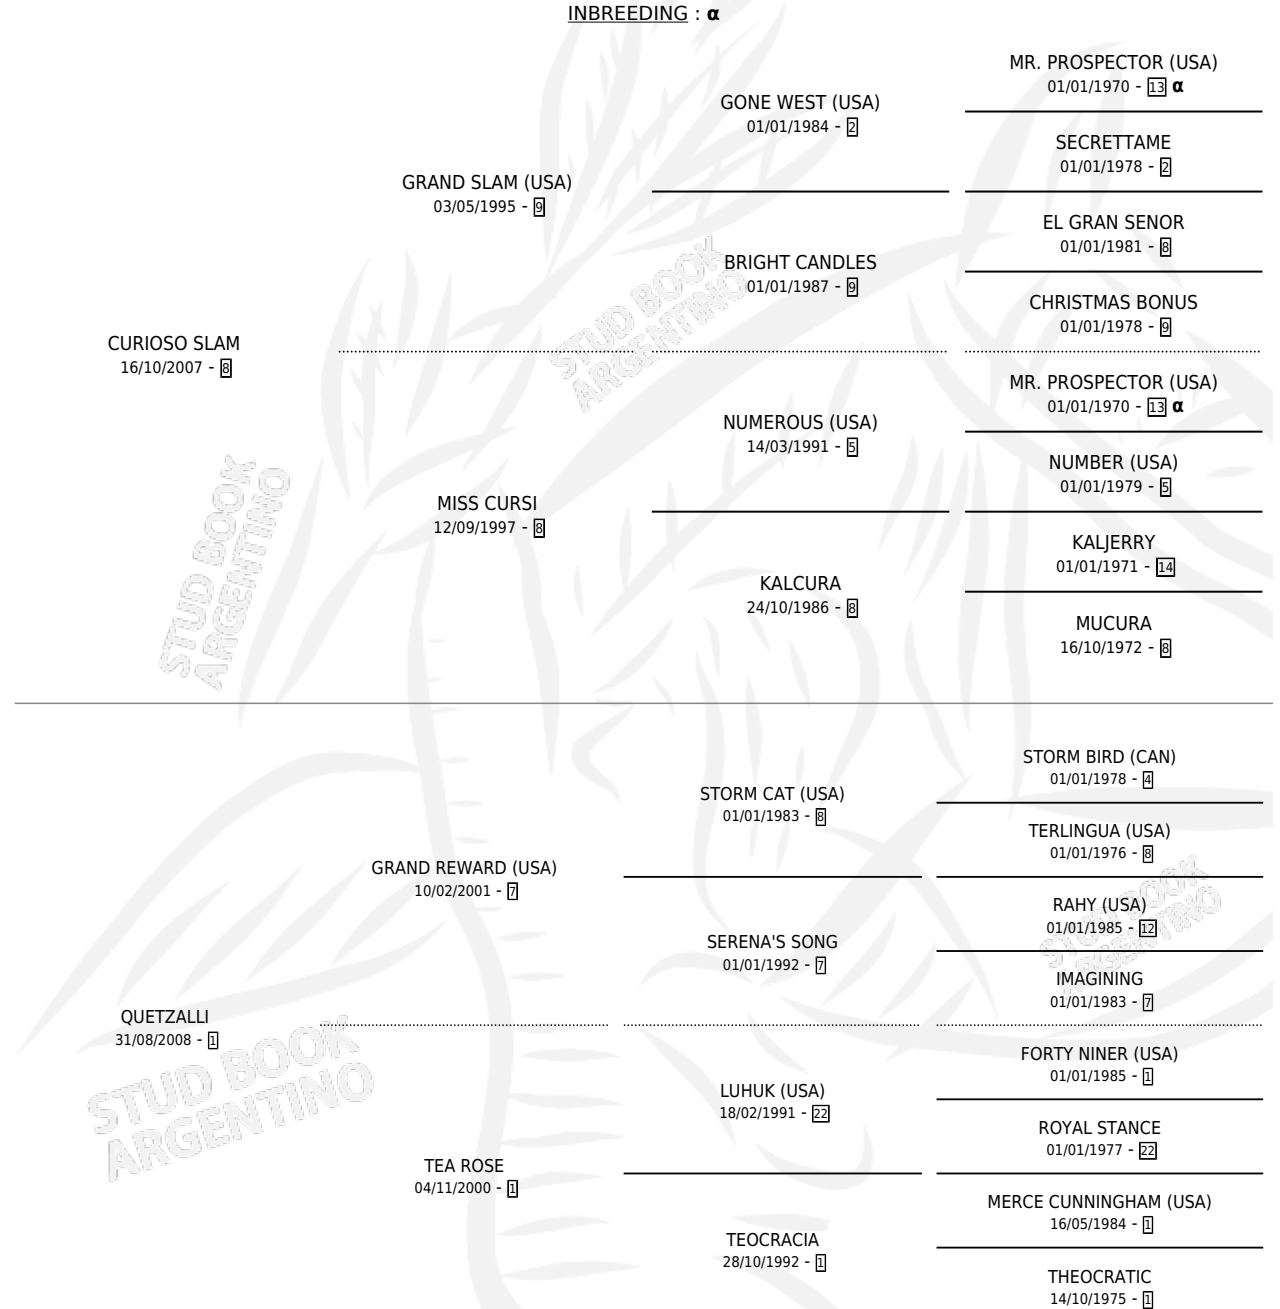 INBREEDING : α
MR. PROSPECTOR (USA)
01/01/1970 - 13 α
GONE WEST (USA)
01/01/1984 - 2
SECRETTAME
01/01/1978 - 2
GRAND SLAM (USA)
03/05/1995 - 9
EL GRAN SENOR
01/01/1981 - 8
BRIGHT CANDLES
01/01/1987 - 9
CHRISTMAS BONUS
01/01/1978 - 9
CURIOSO SLAM
16/10/2007 - 8
MR. PROSPECTOR (USA)
01/01/1970 - 13 α
NUMEROUS (USA)
14/03/1991 - 5
NUMBER (USA)
01/01/1979 - 5
MISS CURSI
12/09/1997 - 8
KALJERRY
01/01/1971 - 14
KALCURA
24/10/1986 - 8
MUCURA
16/10/1972 - 8
STORM BIRD (CAN)
01/01/1978 - 4
STORM CAT (USA)
01/01/1983 - 8
TERLINGUA (USA)
01/01/1976 - 8
GRAND REWARD (USA)
10/02/2001 - 7
RAHY (USA)
01/01/1985 - 12
SERENA'S SONG
01/01/1992 - 7
IMAGINING
01/01/1983 - 7
QUETZALLI
31/08/2008 - 1
FORTY NINER (USA)
01/01/1985 - 1
LUHUK (USA)
18/02/1991 - 22
ROYAL STANCE
01/01/1977 - 22
TEA ROSE
04/11/2000 - 1
MERCE CUNNINGHAM (USA)
16/05/1984 - 1
TEOCRACIA
28/10/1992 - 1
THEOCRATIC
14/10/1975 - 1
STUD BOOK
ARGENTINO
STUD BOOK
ARGENTINO
STUD BOOK
ARGENTINO
STUD BOOK
ARGENTINO